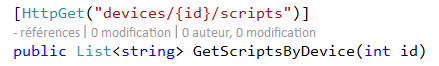 [HttpGet("devices/{id}/scripts")]
- références | 0 modification | 0 auteur, 0 modification
public List<string> GetScriptsByDevice(int id)